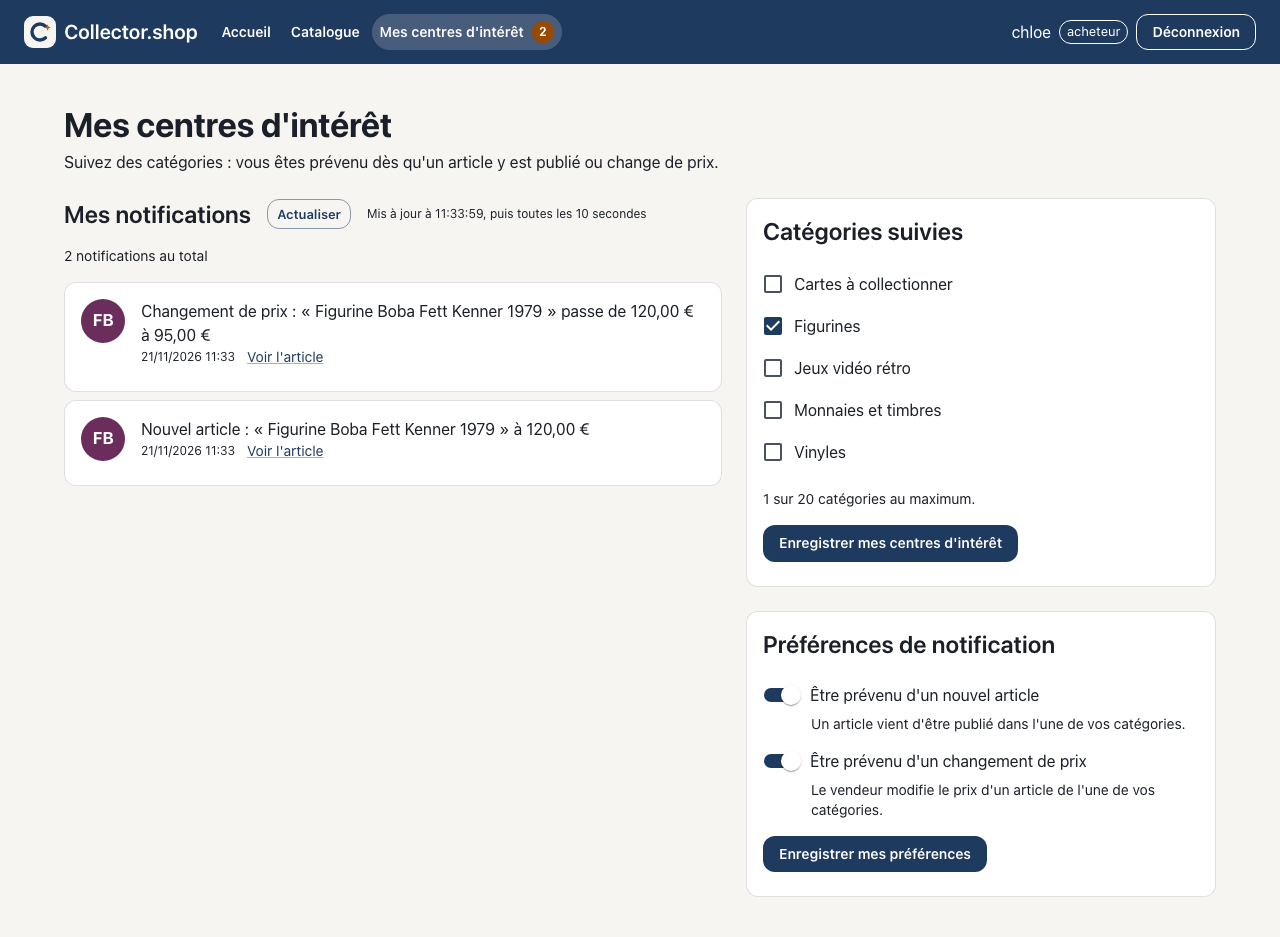 Collector.shop
Accueil
Catalogue
Mes centres d'intérêt 2
chloe
acheteur
Déconnexion
Mes centres d'intérêt
Suivez des catégories : vous êtes prévenu dès qu'un article y est publié ou change de prix.
Mes notifications
Actualiser
Mis à jour à 11:33:59, puis toutes les 10 secondes
2 notifications au total
FB
Changement de prix : « Figurine Boba Fett Kenner 1979 » passe de 120,00 €
à 95,00 €
21/11/2026 11:33 Voir l'article
FB
Nouvel article : « Figurine Boba Fett Kenner 1979 » à 120,00 €
21/11/2026 11:33 Voir l'article
Catégories suivies
Cartes à collectionner
Figurines
Jeux vidéo rétro
Monnaies et timbres
Vinyles
1 sur 20 catégories au maximum.
Enregistrer mes centres d'intérêt
Préférences de notification
Être prévenu d'un nouvel article
Un article vient d'être publié dans l'une de vos catégories.
Être prévenu d'un changement de prix
Le vendeur modifie le prix d'un article de l'une de vos
catégories.
Enregistrer mes préférences